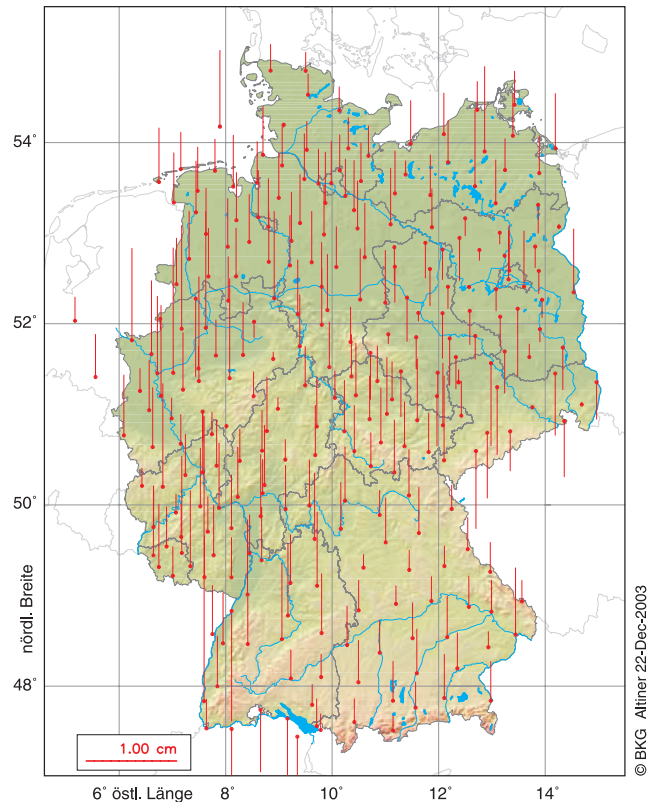 54°
52°
50°
48°
nördl. Breite
1.00 cm
6° östl. Länge
8°
10°
12°
14°
© BKG Altiner 22-Dec-2003